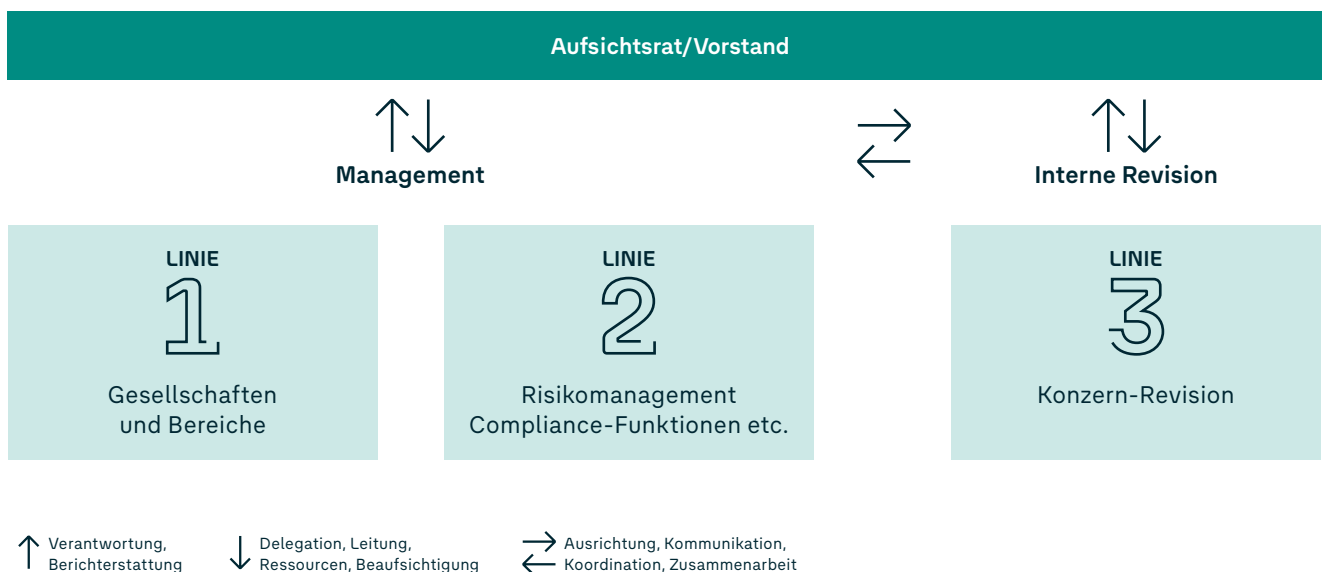 Aufsichtsrat/Vorstand
Management
Interne Revision
LINIE
1
Gesellschaften
und Bereiche
LINIE
2
Risikomanagement
Compliance-Funktionen etc.
LINIE
3
Konzern-Revision
Verantwortung,
Berichterstattung
Delegation, Leitung,
Ressourcen, Beaufsichtigung
Ausrichtung, Kommunikation,
Koordination, Zusammenarbeit